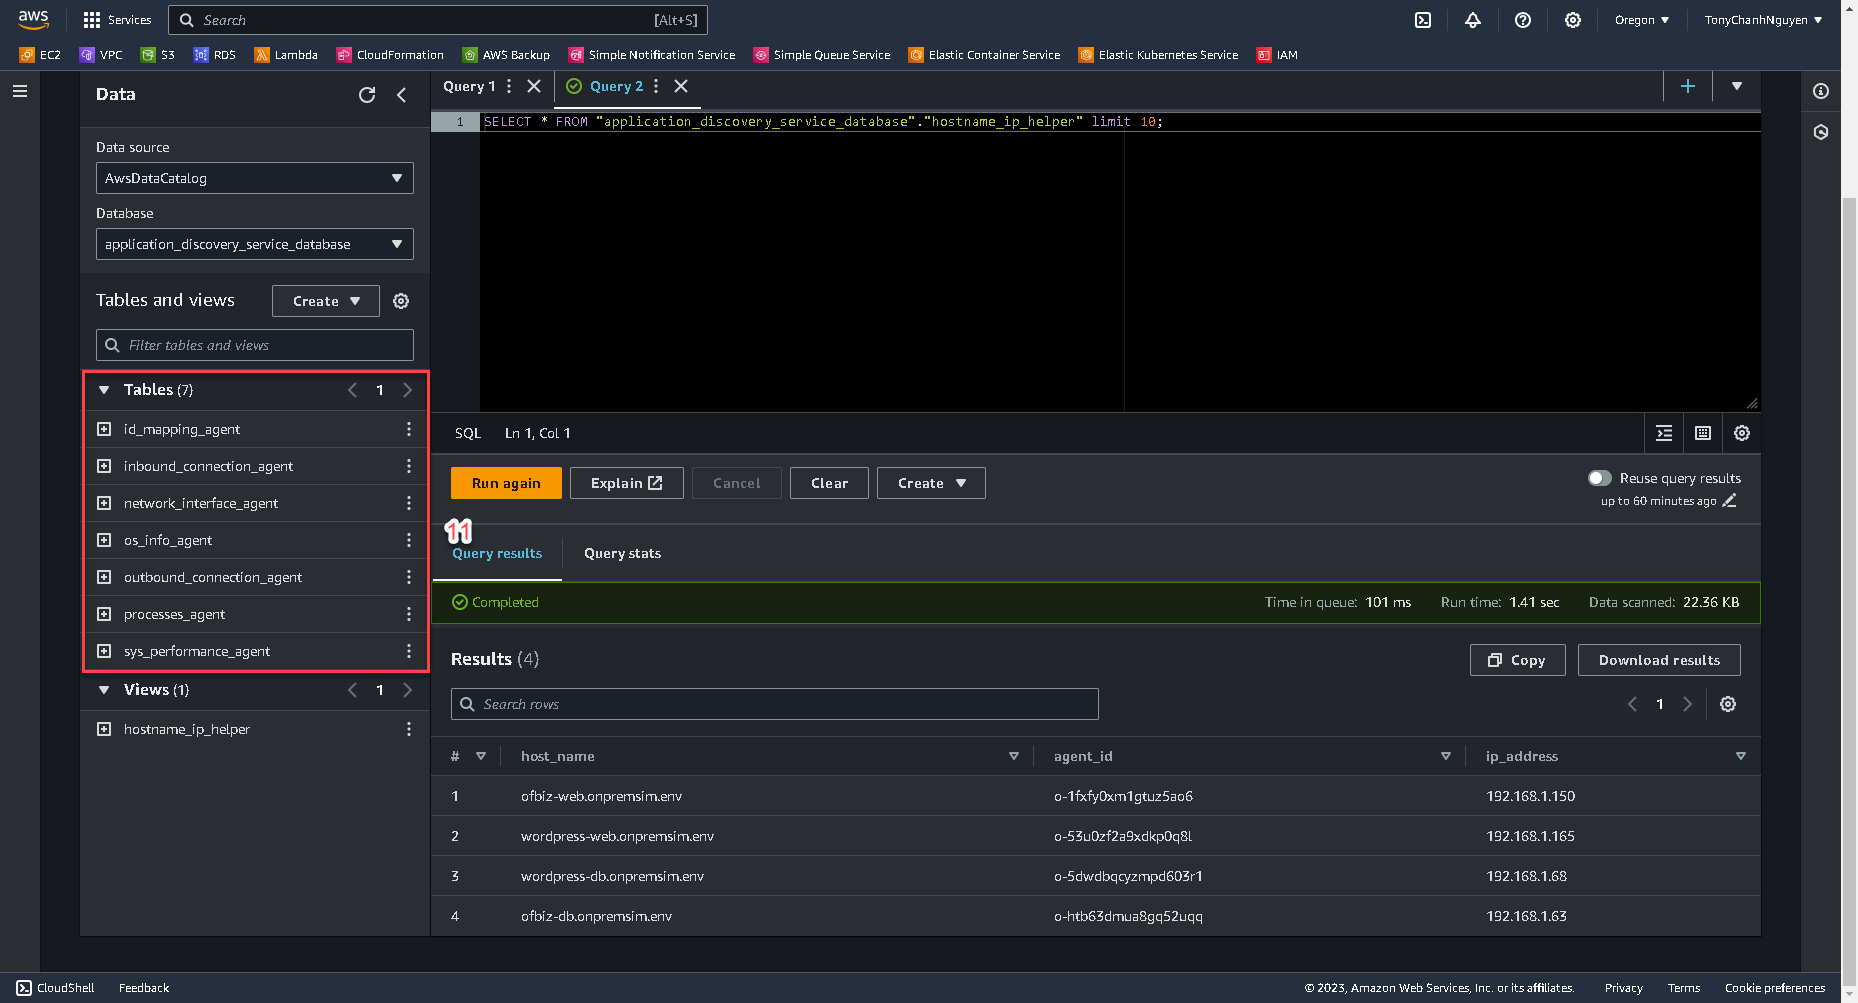 aws
Services
Search
[Alt+S]
Oregon ▼
TonyChanhNguyen ▼
EC2
VPC
S3
RDS
Lambda
CloudFormation
AWS Backup
Simple Notification Service
Simple Queue Service
Elastic Container Service
Elastic Kubernetes Service
IAM
Data
Data source
AwsDataCatalog
Database
application_discovery_service_database
Tables and views
Create
Filter tables and views
Tables (7)
1
id_mapping_agent
inbound_connection_agent
network_interface_agent
os_info_agent
outbound_connection_agent
processes_agent
sys_performance_agent
Views (1)
1
hostname_ip_helper
Query 1
Query 2
1 SELECT * FROM "application_discovery_service_database"."hostname_ip_helper" limit 10;
SQL Ln 1, Col 1
Run again
Explain
Cancel
Clear
Create
Reuse query results
up to 60 minutes ago
11
Query results
Query stats
Completed
Time in queue: 101 ms
Run time: 1.41 sec
Data scanned: 22.36 KB
Results (4)
Copy
Download results
Search rows
1
# host_name agent_id ip_address
1 ofbiz-web.onpremsim.env o-1fxfy0xm1gtuz5ao6 192.168.1.150
2 wordpress-web.onpremsim.env o-53u0zf2a9xdkp0q8l 192.168.1.165
3 wordpress-db.onpremsim.env o-5dwdbqcyzmpd603r1 192.168.1.68
4 ofbiz-db.onpremsim.env o-htb63dmua8gq52uqq 192.168.1.63
CloudShell
Feedback
© 2023, Amazon Web Services, Inc. or its affiliates.
Privacy
Terms
Cookie preferences